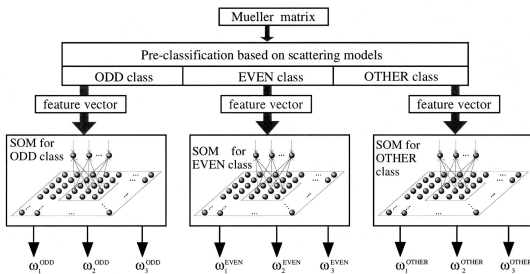 Mueller matrix
Pre-classification based on scattering models
ODD class EVEN class OTHER class
feature vector feature vector feature vector
SOM for
ODD class
SOM for
EVEN class
SOM for
OTHER
class
ω₁ᴼᴰᴰ ω₂ᴼᴰᴰ ω₃ᴼᴰᴰ ω₁ᴱⱽᴱᴺ ω₂ᴱⱽᴱᴺ ω₃ᴱⱽᴱᴺ ω₁ᴼᵀᴴᴱᴿ ω₂ᴼᵀᴴᴱᴿ ω₃ᴼᵀᴴᴱᴿ